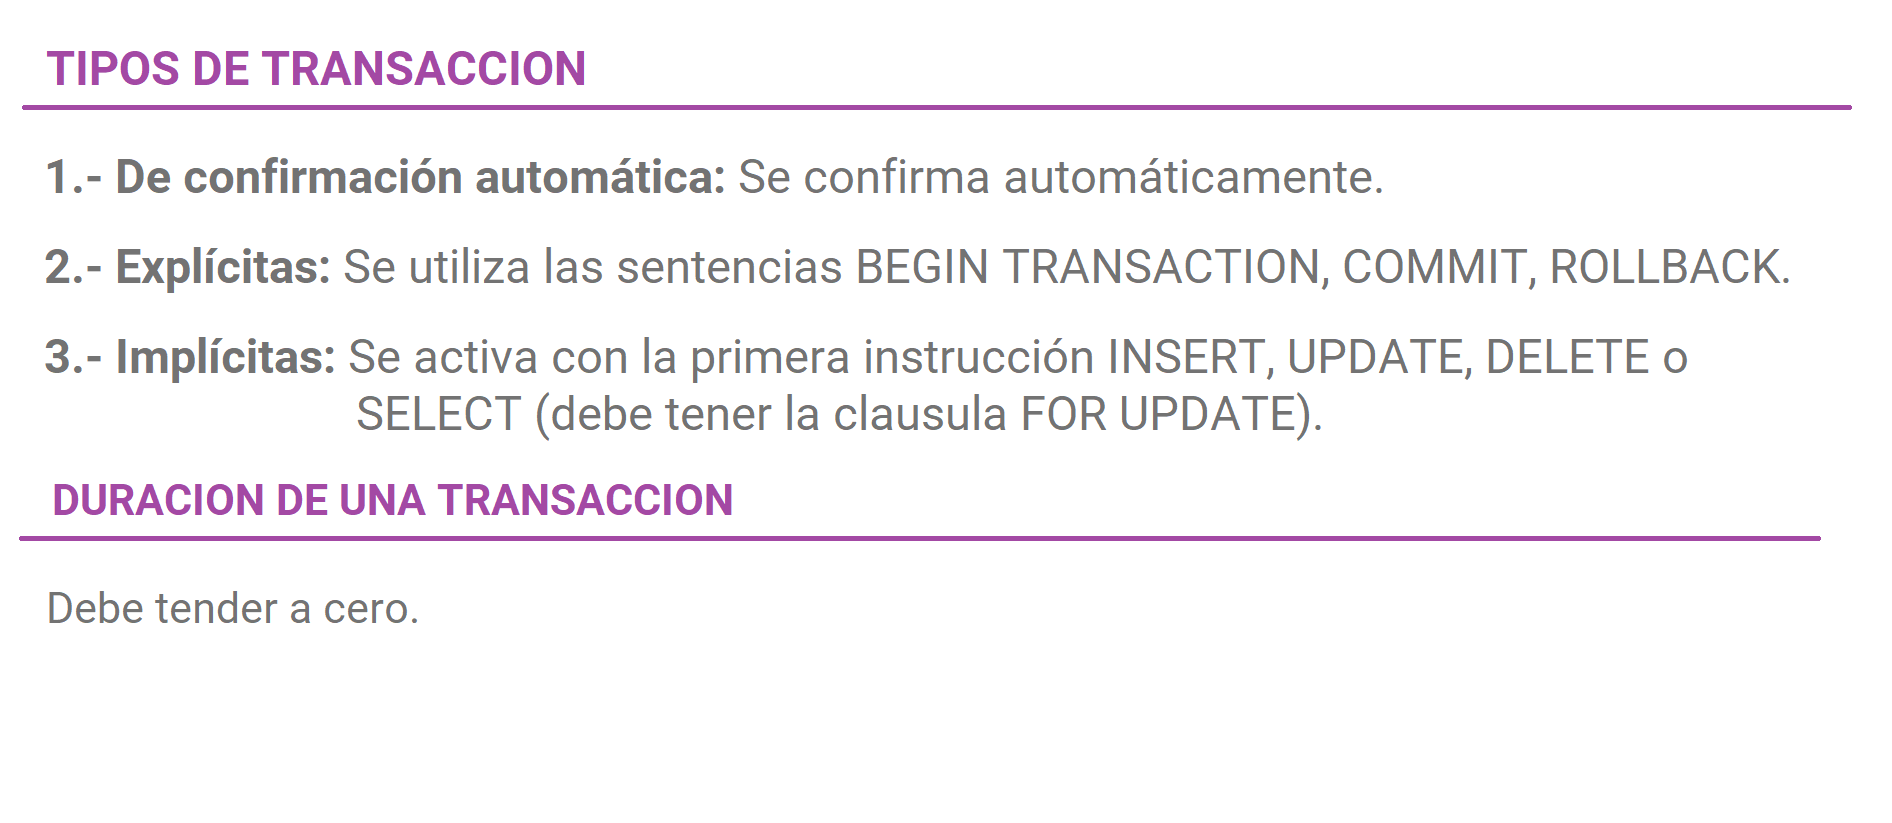 TIPOS DE TRANSACCION
1.- De confirmación automática: Se confirma automáticamente.
2.- Explícitas: Se utiliza las sentencias BEGIN TRANSACTION, COMMIT, ROLLBACK.
3.- Implícitas: Se activa con la primera instrucción INSERT, UPDATE, DELETE o
SELECT (debe tener la clausula FOR UPDATE).
DURACION DE UNA TRANSACCION
Debe tender a cero.